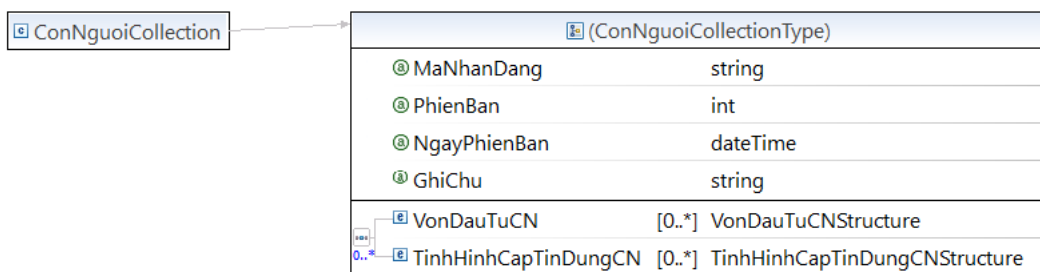 ConNguoiCollection
(ConNguoiCollectionType)
MaNhanDang string
PhienBan int
NgayPhienBan dateTime
GhiChu string
VonDauTuCN [0..*] VonDauTuCNStructure
0..*
TinhHinhCapTinDungCN [0..*] TinhHinhCapTinDungCNStructure